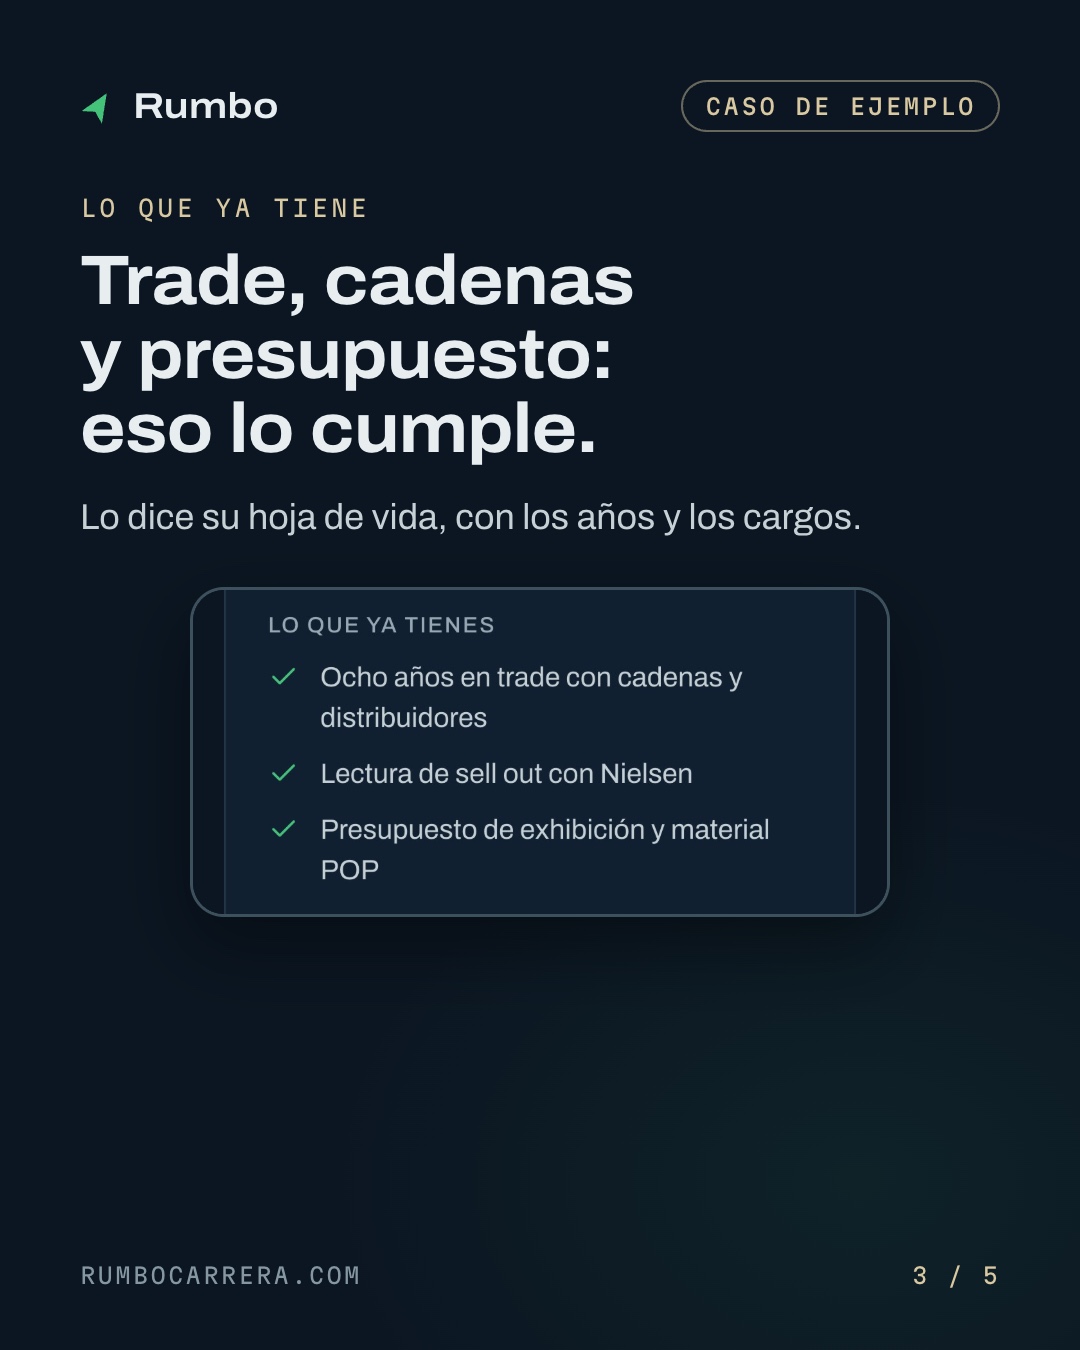 Rumbo
CASO DE EJEMPLO
LO QUE YA TIENE
Trade, cadenas
y presupuesto:
eso lo cumple.
Lo dice su hoja de vida, con los años y los cargos.
LO QUE YA TIENES
Ocho años en trade con cadenas y
distribuidores
Lectura de sell out con Nielsen
Presupuesto de exhibición y material
POP
RUMBOCARRERA.COM
3 / 5